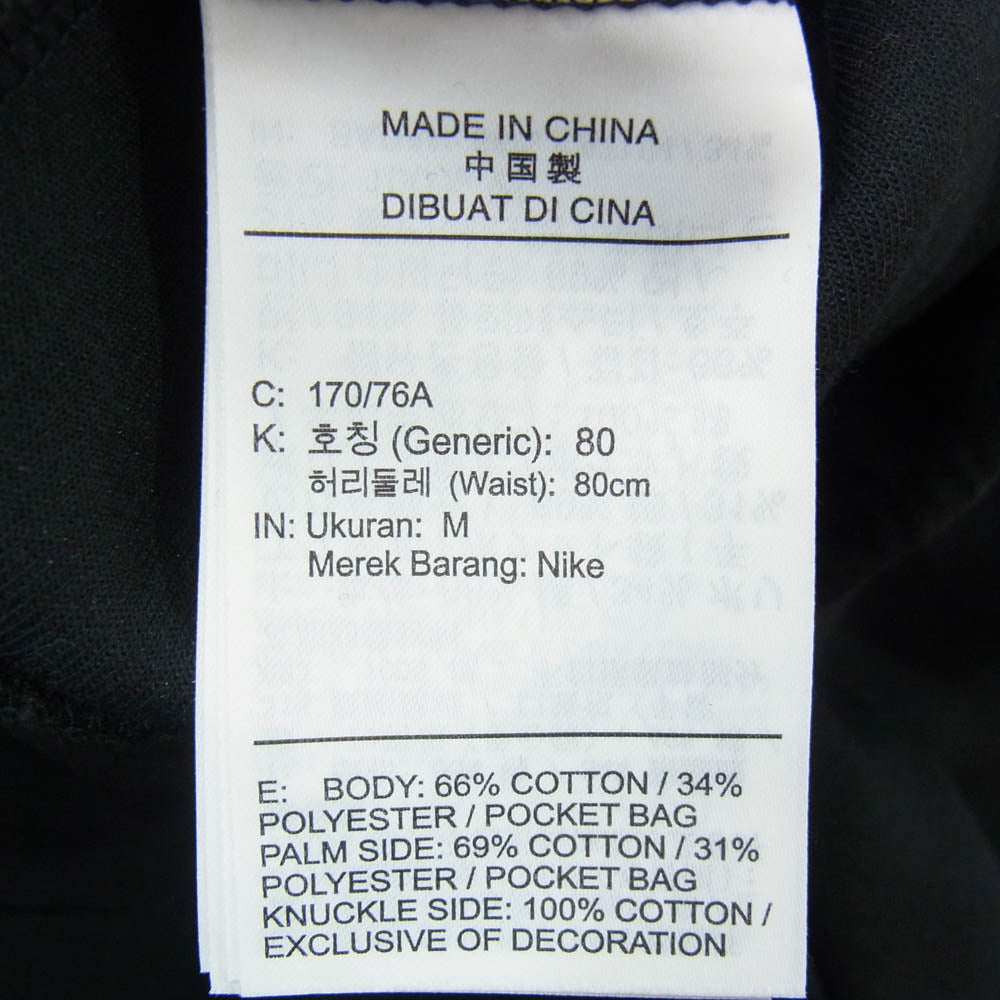 MADE IN CHINA
中国製
DIBUAT DI CINA
C: 170/76A
K: 호칭 (Generic): 80
허리둘레 (Waist): 80cm
IN: Ukuran: M
Merek Barang: Nike
E: BODY: 66% COTTON / 34%
POLYESTER / POCKET BAG
PALM SIDE: 69% COTTON / 31%
POLYESTER / POCKET BAG
KNUCKLE SIDE: 100% COTTON /
EXCLUSIVE OF DECORATION